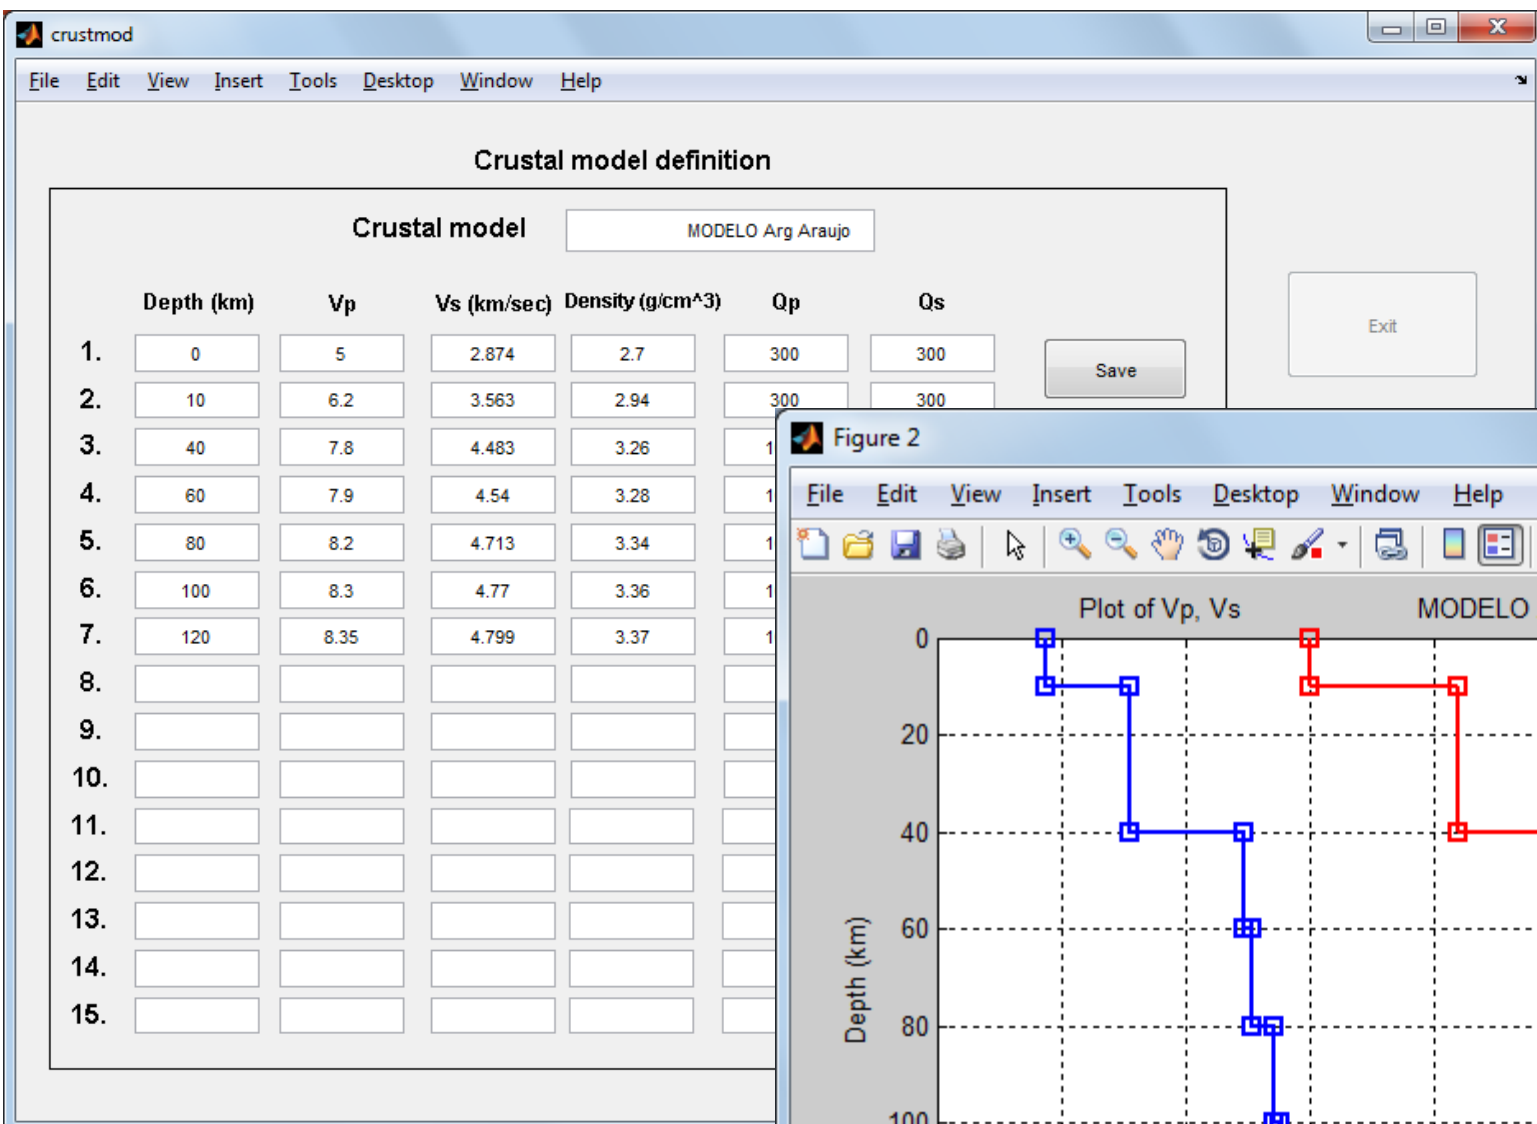 crustmod
File Edit View Insert Tools Desktop Window Help
Crustal model definition
Crustal model MODELO Arg Araujo
Depth (km) Vp Vs (km/sec) Density (g/cm^3) Qp Qs
Exit
1. 0 5 2.874 2.7 300 300
Save
2. 10 6.2 3.563 2.94 300 300
3. 40 7.8 4.483 3.26 1
4. 60 7.9 4.54 3.28 1
5. 80 8.2 4.713 3.34 1
6. 100 8.3 4.77 3.36 1
7. 120 8.35 4.799 3.37 1
8.
9.
10.
11.
12.
13.
14.
15.
Figure 2
File Edit View Insert Tools Desktop Window Help
Plot of Vp, Vs MODELO
0
20
40
60
80
100
Depth (km)